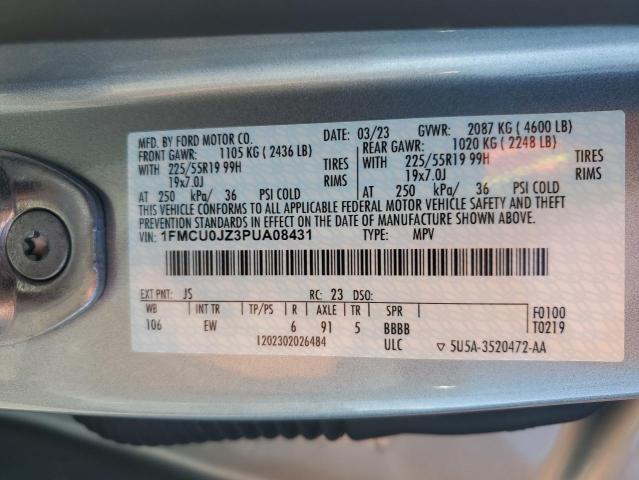 MFD. BY FORD MOTOR CO. DATE: 03/23 GVWR: 2087 KG ( 4600 LB)
FRONT GAWR: 1105 KG ( 2436 LB) REAR GAWR: 1020 KG ( 2248 LB)
WITH 225/55R19 99H TIRES WITH 225/55R19 99H TIRES
19x7.0J RIMS 19x7.0J RIMS
AT 250 kPa/ 36 PSI COLD AT 250 kPa/ 36 PSI COLD
THIS VEHICLE CONFORMS TO ALL APPLICABLE FEDERAL MOTOR VEHICLE SAFETY AND THEFT
PREVENTION STANDARDS IN EFFECT ON THE DATE OF MANUFACTURE SHOWN ABOVE.
VIN: 1FMCU0JZ3PUA08431 TYPE: MPV
EXT PNT: JS RC: 23 DSO:
WB INT TR TP/PS R AXLE TR SPR F0100
106 EW 6 91 5 BBBB T0219
1202302026484 ULC ▽ 5U5A-3520472-AA